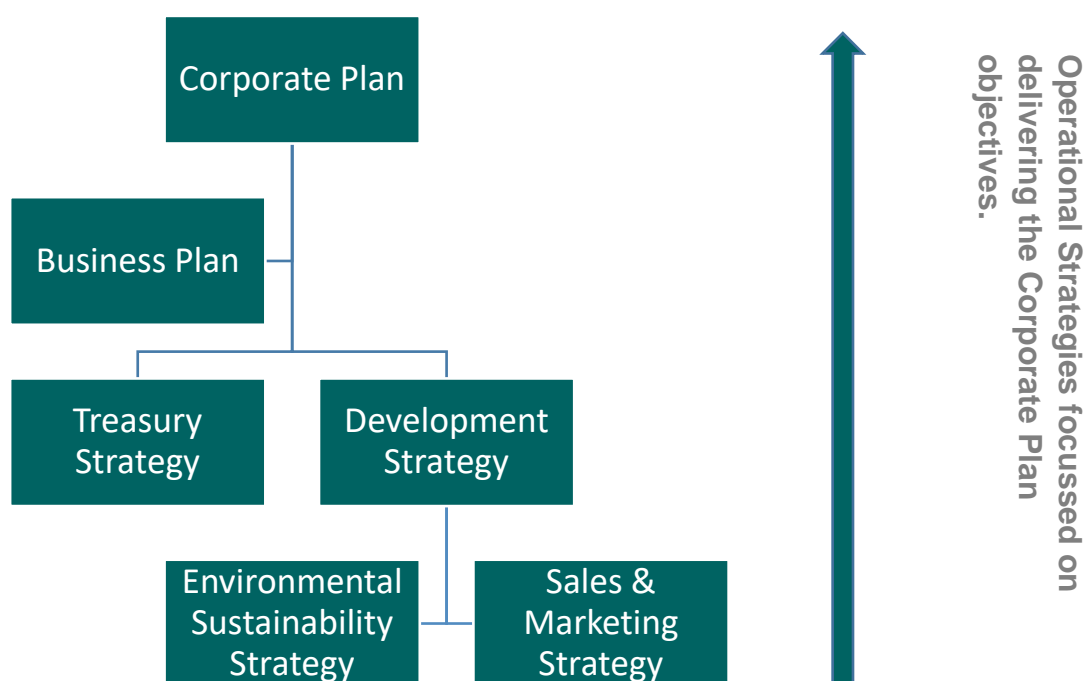 Corporate Plan
Business Plan
Treasury
Strategy
Development
Strategy
Environmental
Sustainability
Strategy
Sales &
Marketing
Strategy
Operational Strategies focussed on
delivering the Corporate Plan
objectives.